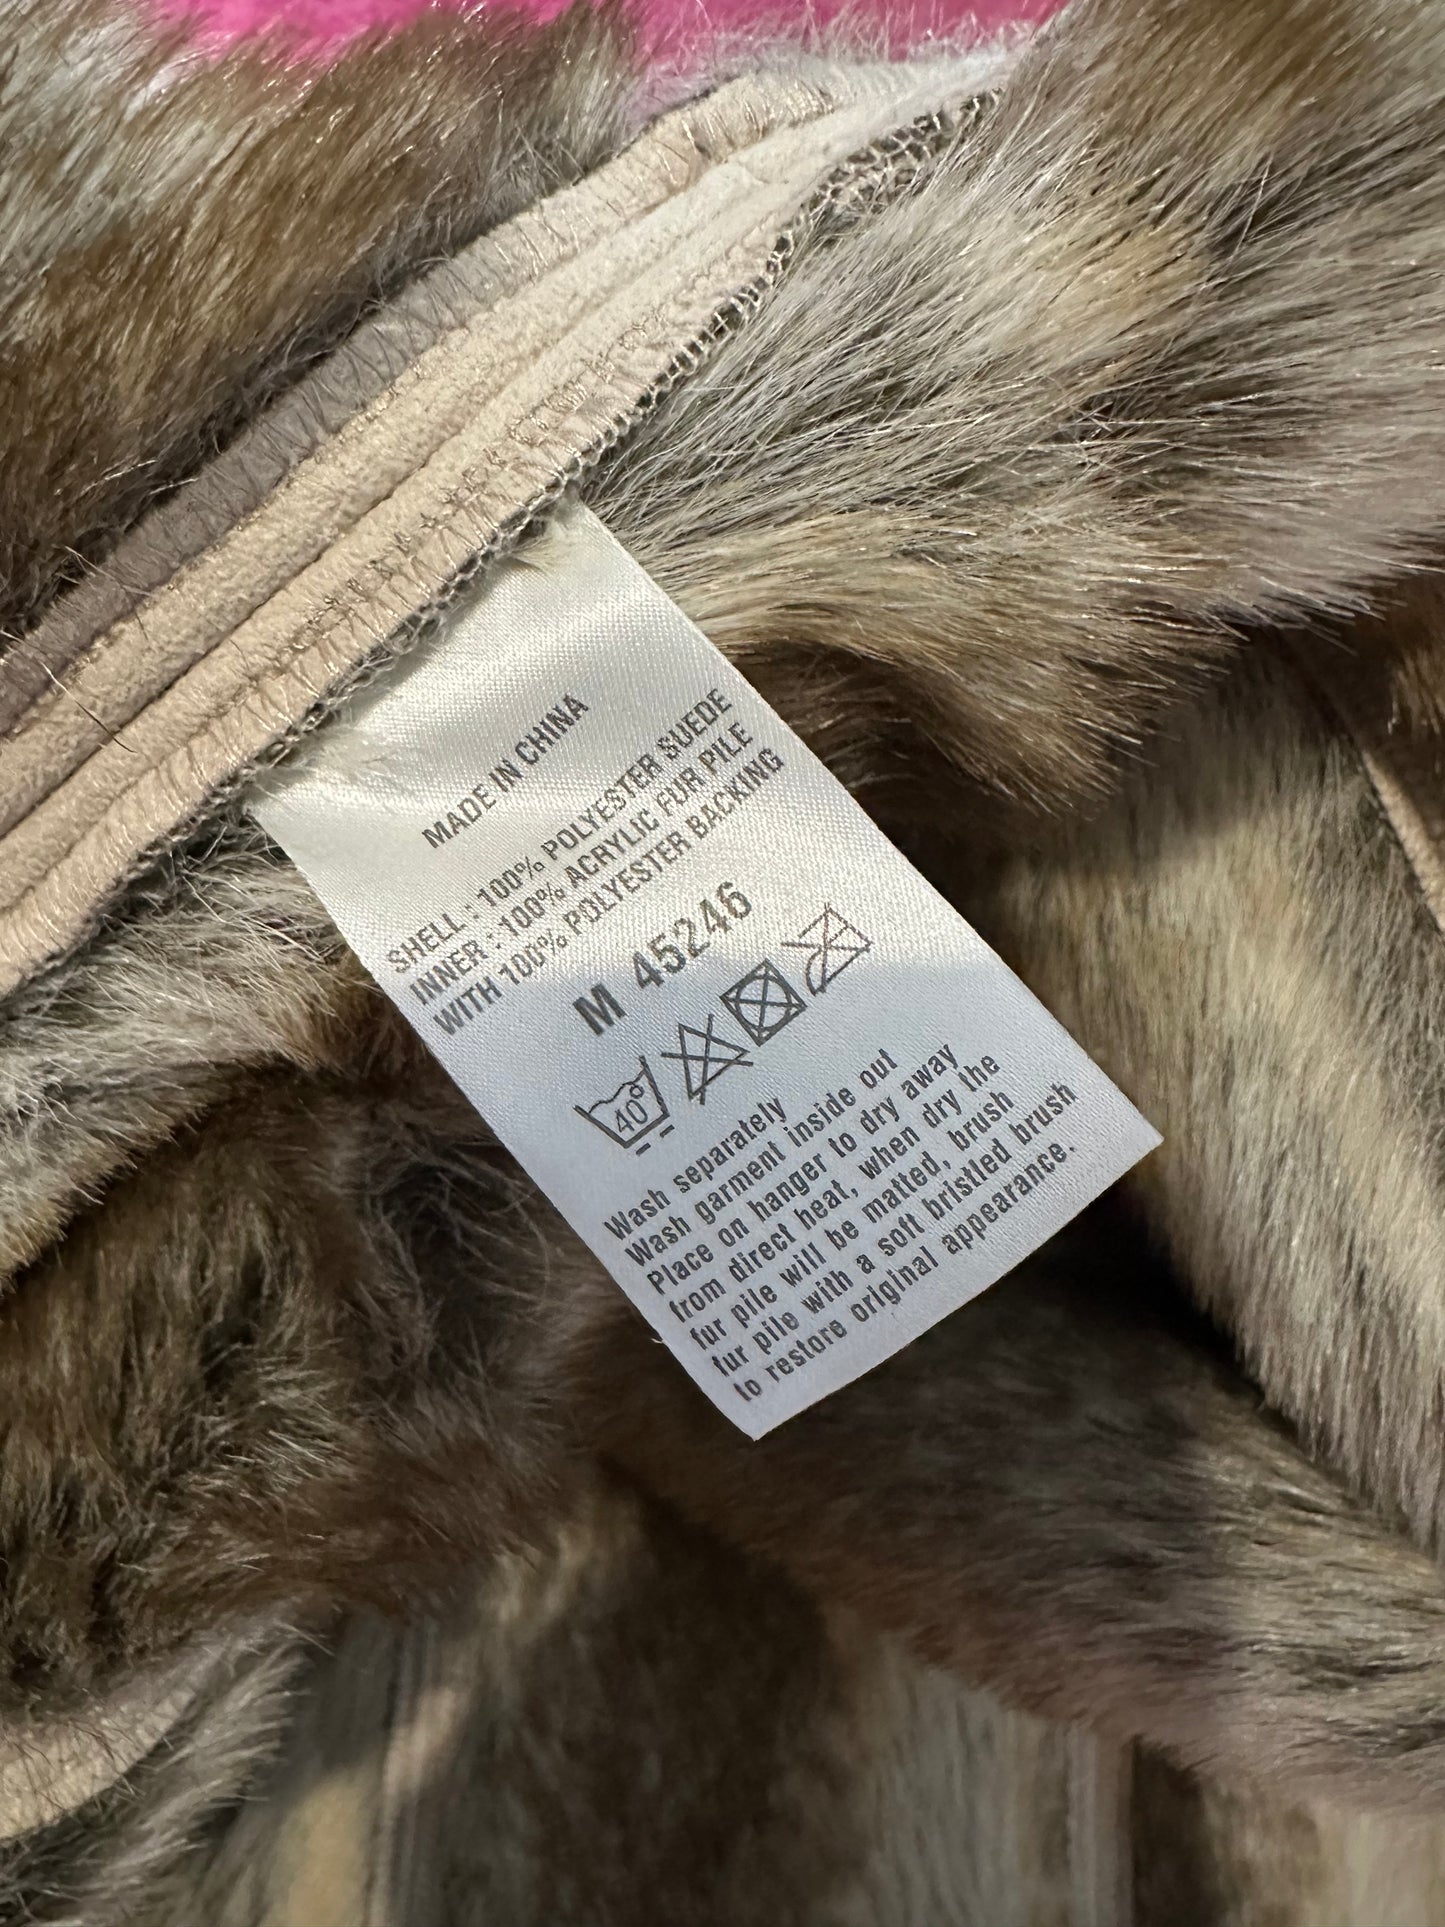 MADE IN CHINA
SHELL : 100% POLYESTER SUEDE
INNER : 100% ACRYLIC FUR PILE
WITH 100% POLYESTER BACKING
M 45246
40°
Wash separately
Wash garment inside out
Place on hanger to dry away
from direct heat, when dry the
fur pile will be matted, brush
fur pile with a soft bristled brush
to restore original appearance.